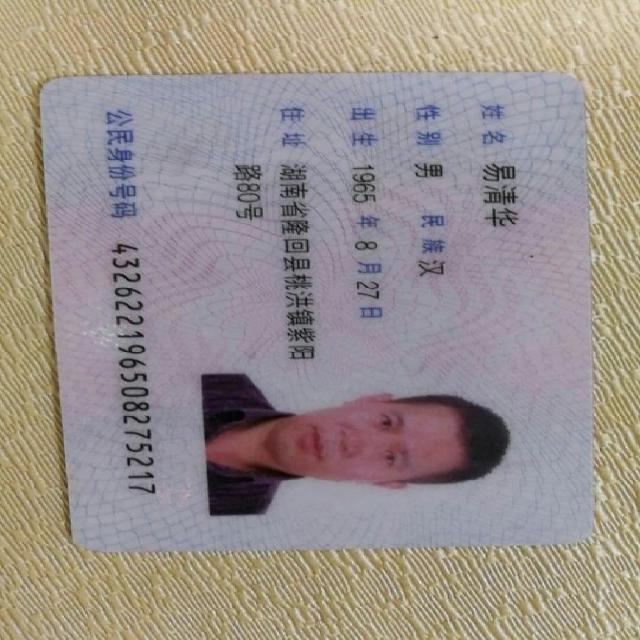 姓名 易清华
性别 男 民族 汉
出生 1965 年 8 月 27 日
住址 湖南省隆回县桃洪镇紫阳
路80号
公民身份号码 432622196508275217